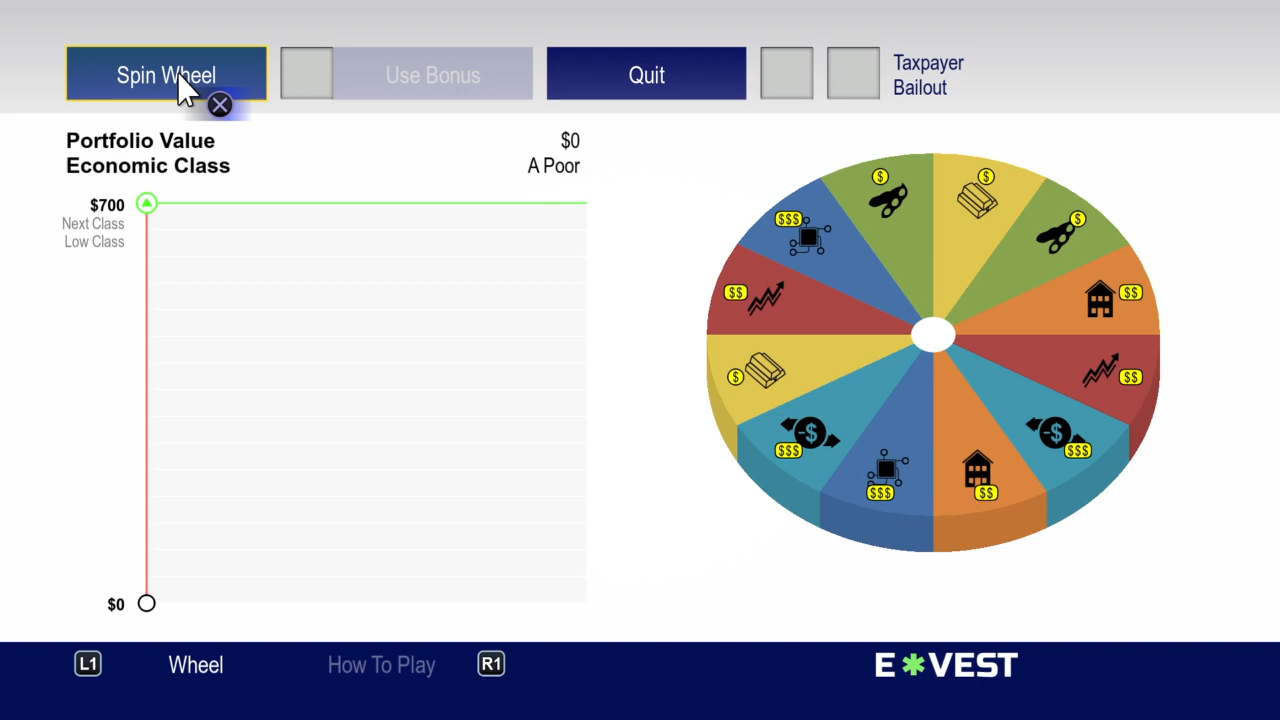 Spin Wheel
Use Bonus
Quit
Taxpayer
Bailout
Portfolio Value
$0
Economic Class
A Poor
$700
Next Class
Low Class
$0
$
$
$$$
$
$$
$$
$
$$
-$
$$$
-$
$$$
$$$
$$
L1
Wheel
How To Play
R1
E*VEST